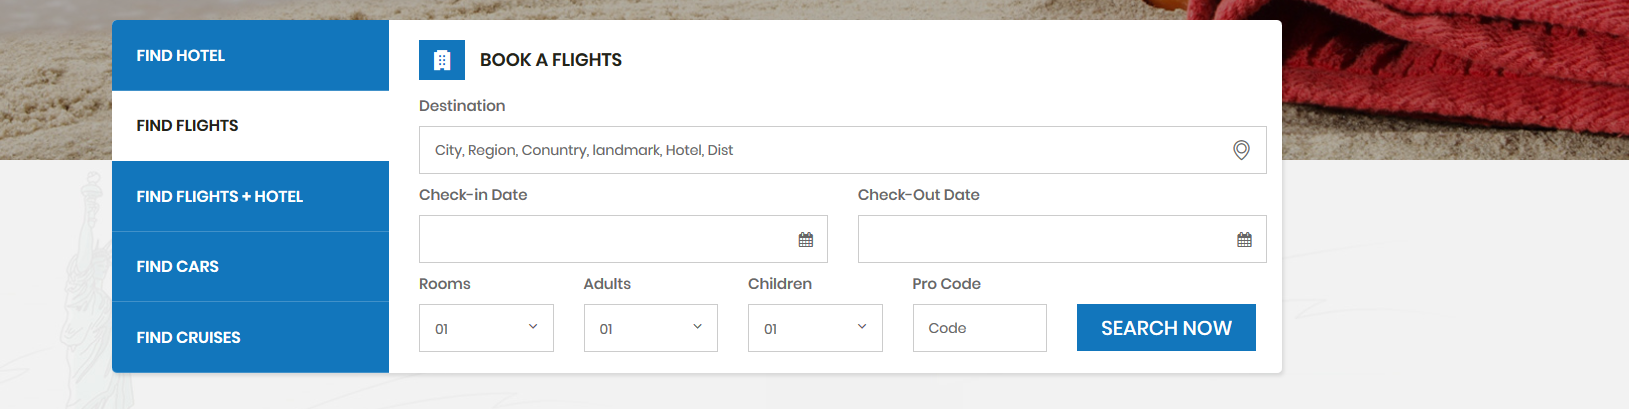 FIND HOTEL
FIND FLIGHTS
FIND FLIGHTS + HOTEL
FIND CARS
FIND CRUISES
BOOK A FLIGHTS
Destination
City, Region, Conuntry, landmark, Hotel, Dist
Check-in Date
Check-Out Date
Rooms
Adults
Children
Pro Code
01
01
01
Code
SEARCH NOW